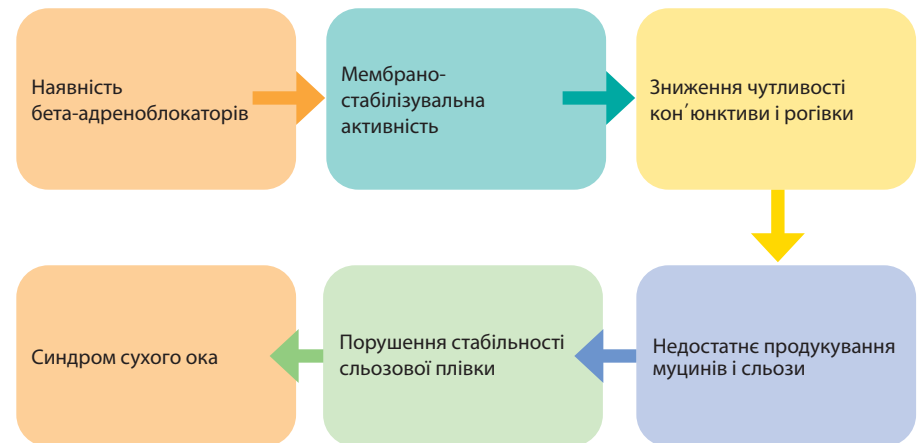 Наявність
бета-адреноблокаторів
Мембрано-
стабілізувальна
активність
Зниження чутливості
кон´юнктиви і рогівки
Недостатнє продукування
муцинів і сльози
Порушення стабільності
сльозової плівки
Синдром сухого ока